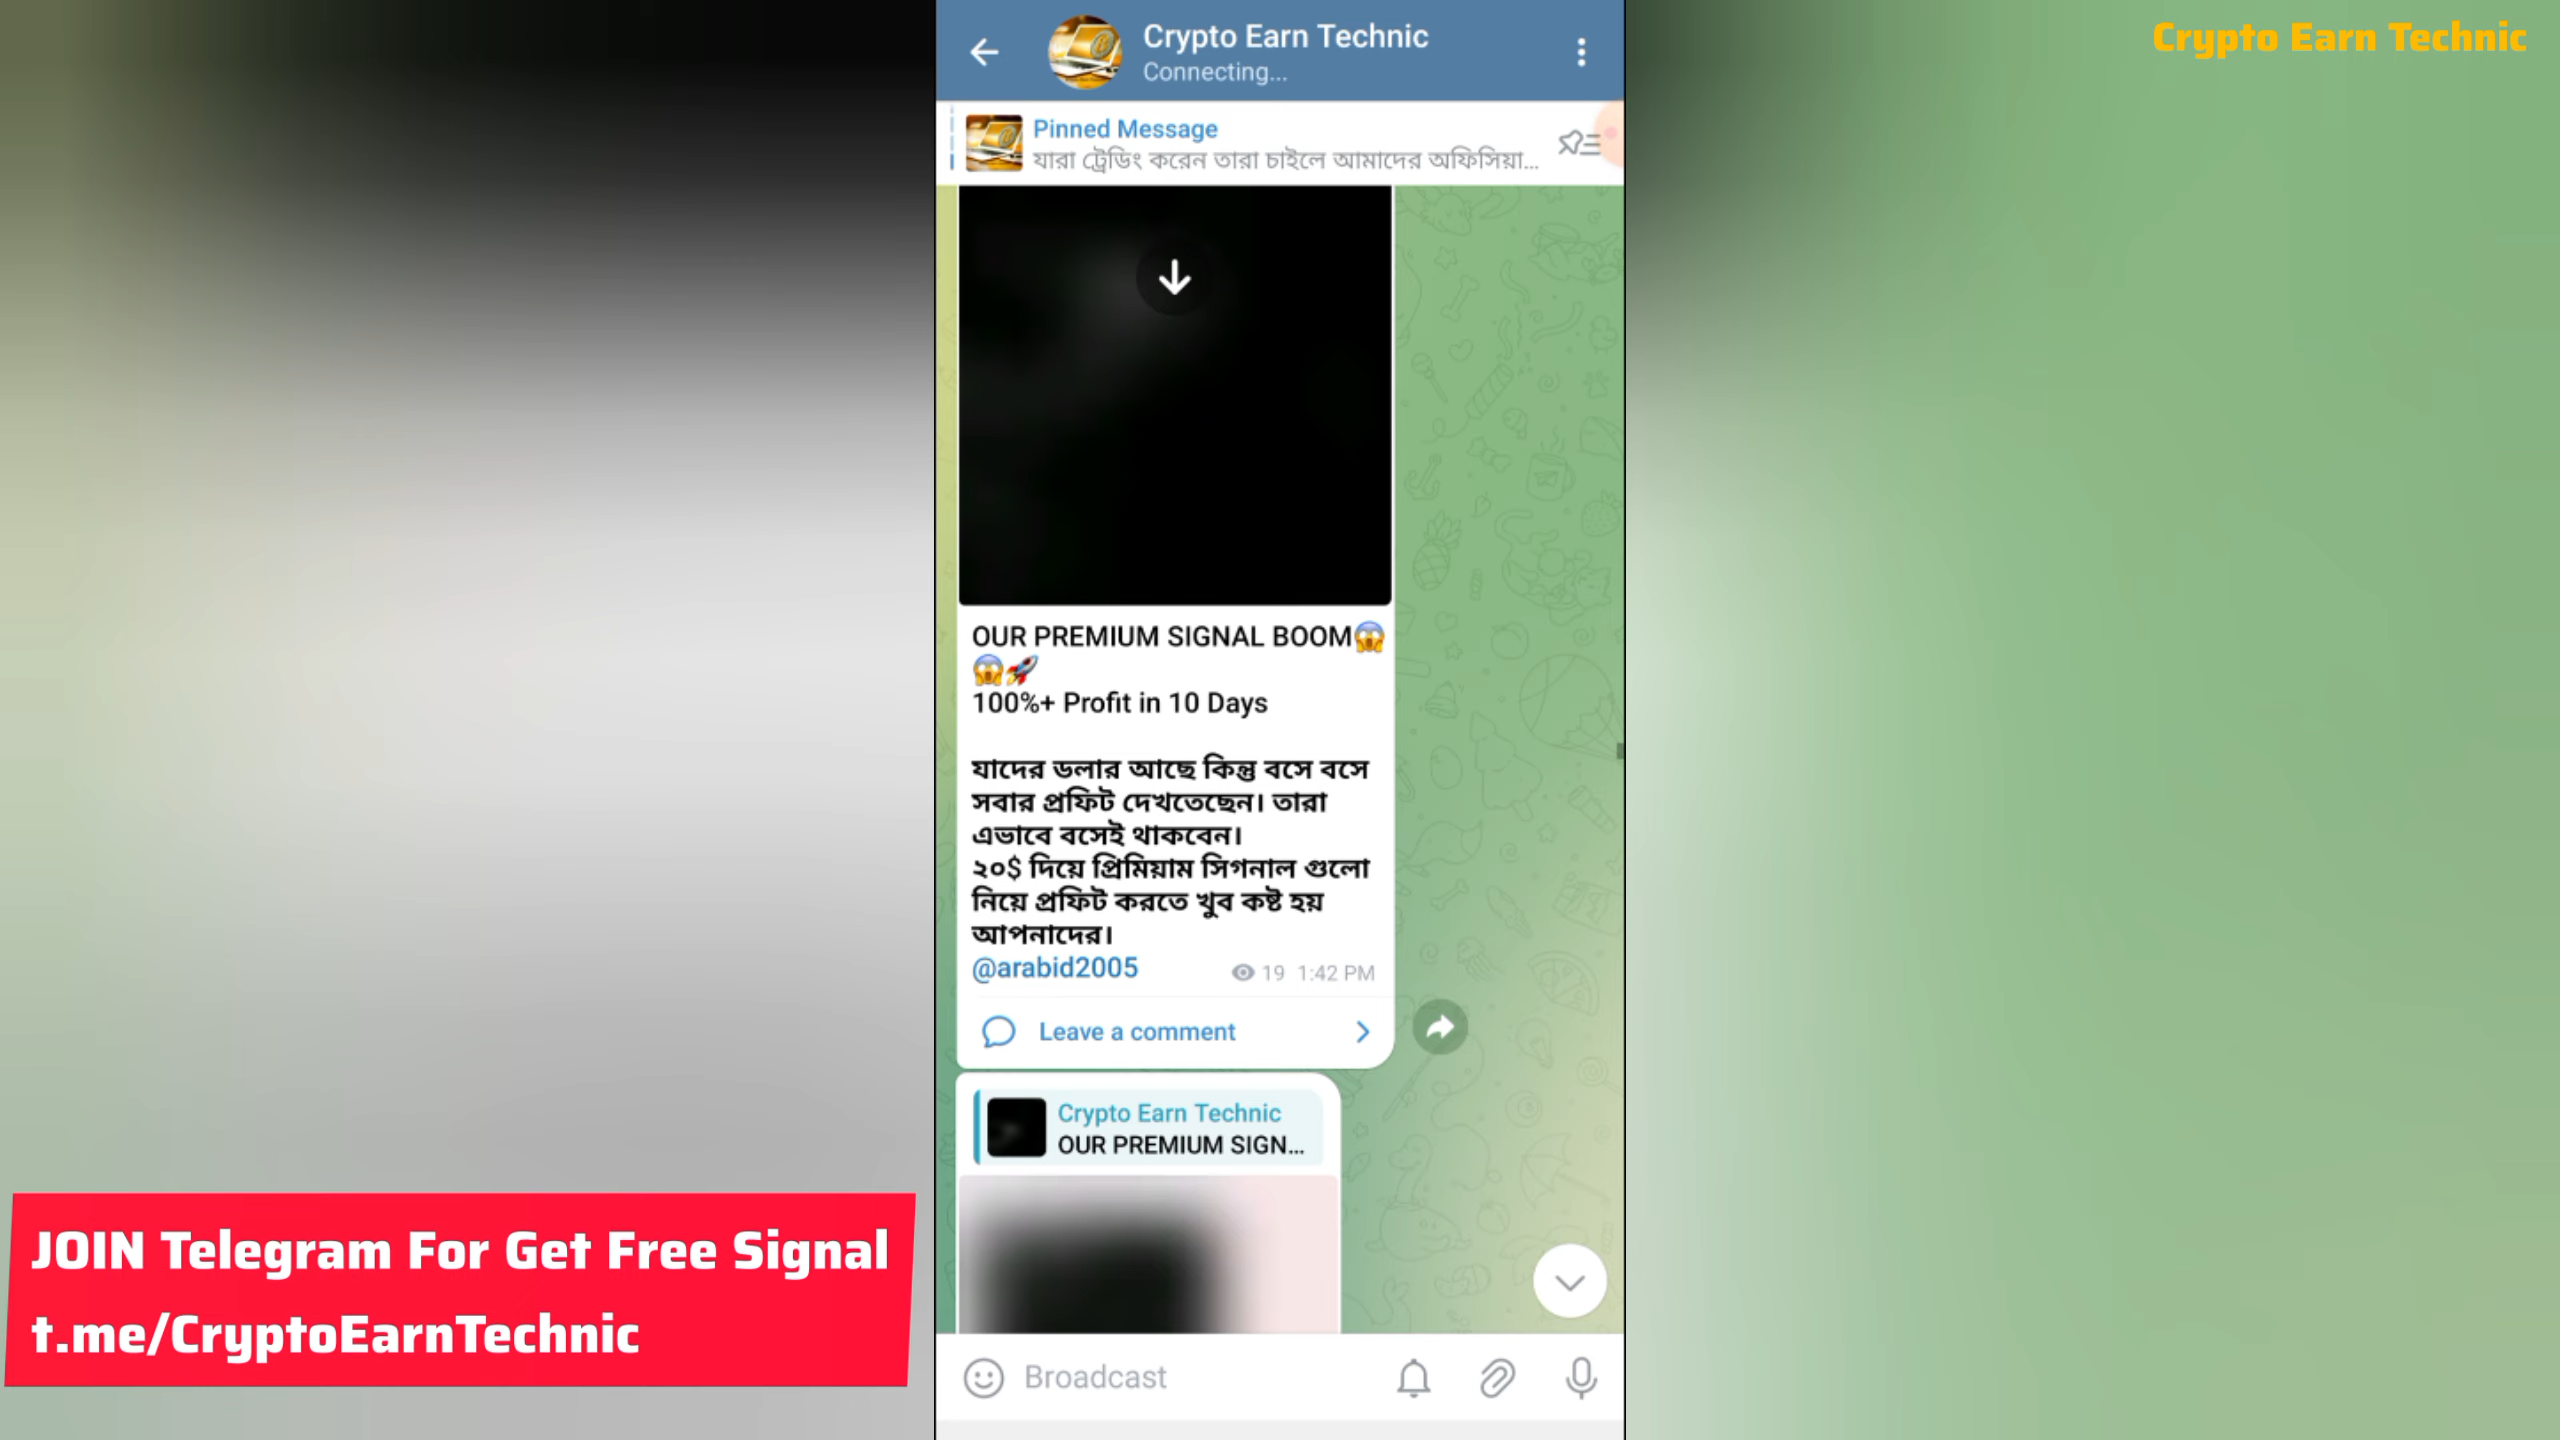 Crypto Earn Technic
Crypto Earn Technic
Connecting...
Pinned Message
যারা ট্রেডিং করেন তারা চাইলে আমাদের অফিসিয়া...
OUR PREMIUM SIGNAL BOOM😱
😱🚀
100%+ Profit in 10 Days
যাদের ডলার আছে কিন্তু বসে বসে
সবার প্রফিট দেখতেছেন। তারা
এভাবে বসেই থাকবেন।
২০$ দিয়ে প্রিমিয়াম সিগনাল গুলো
নিয়ে প্রফিট করতে খুব কষ্ট হয়
আপনাদের।
@arabid2005 19 1:42 PM
Leave a comment
Crypto Earn Technic
OUR PREMIUM SIGN...
Broadcast
JOIN Telegram For Get Free Signal
t.me/CryptoEarnTechnic